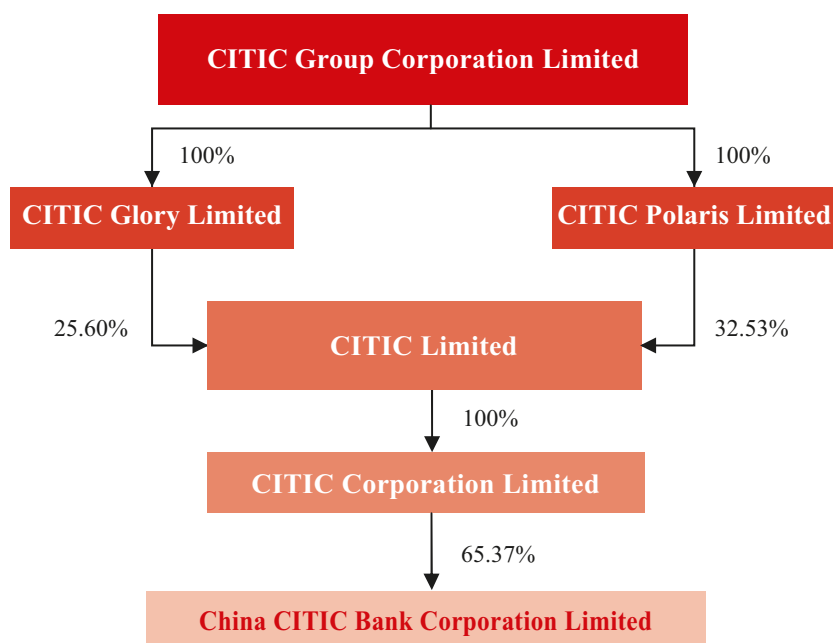 CITIC Group Corporation Limited
100%
100%
CITIC Glory Limited
CITIC Polaris Limited
25.60%
32.53%
CITIC Limited
100%
CITIC Corporation Limited
65.37%
China CITIC Bank Corporation Limited